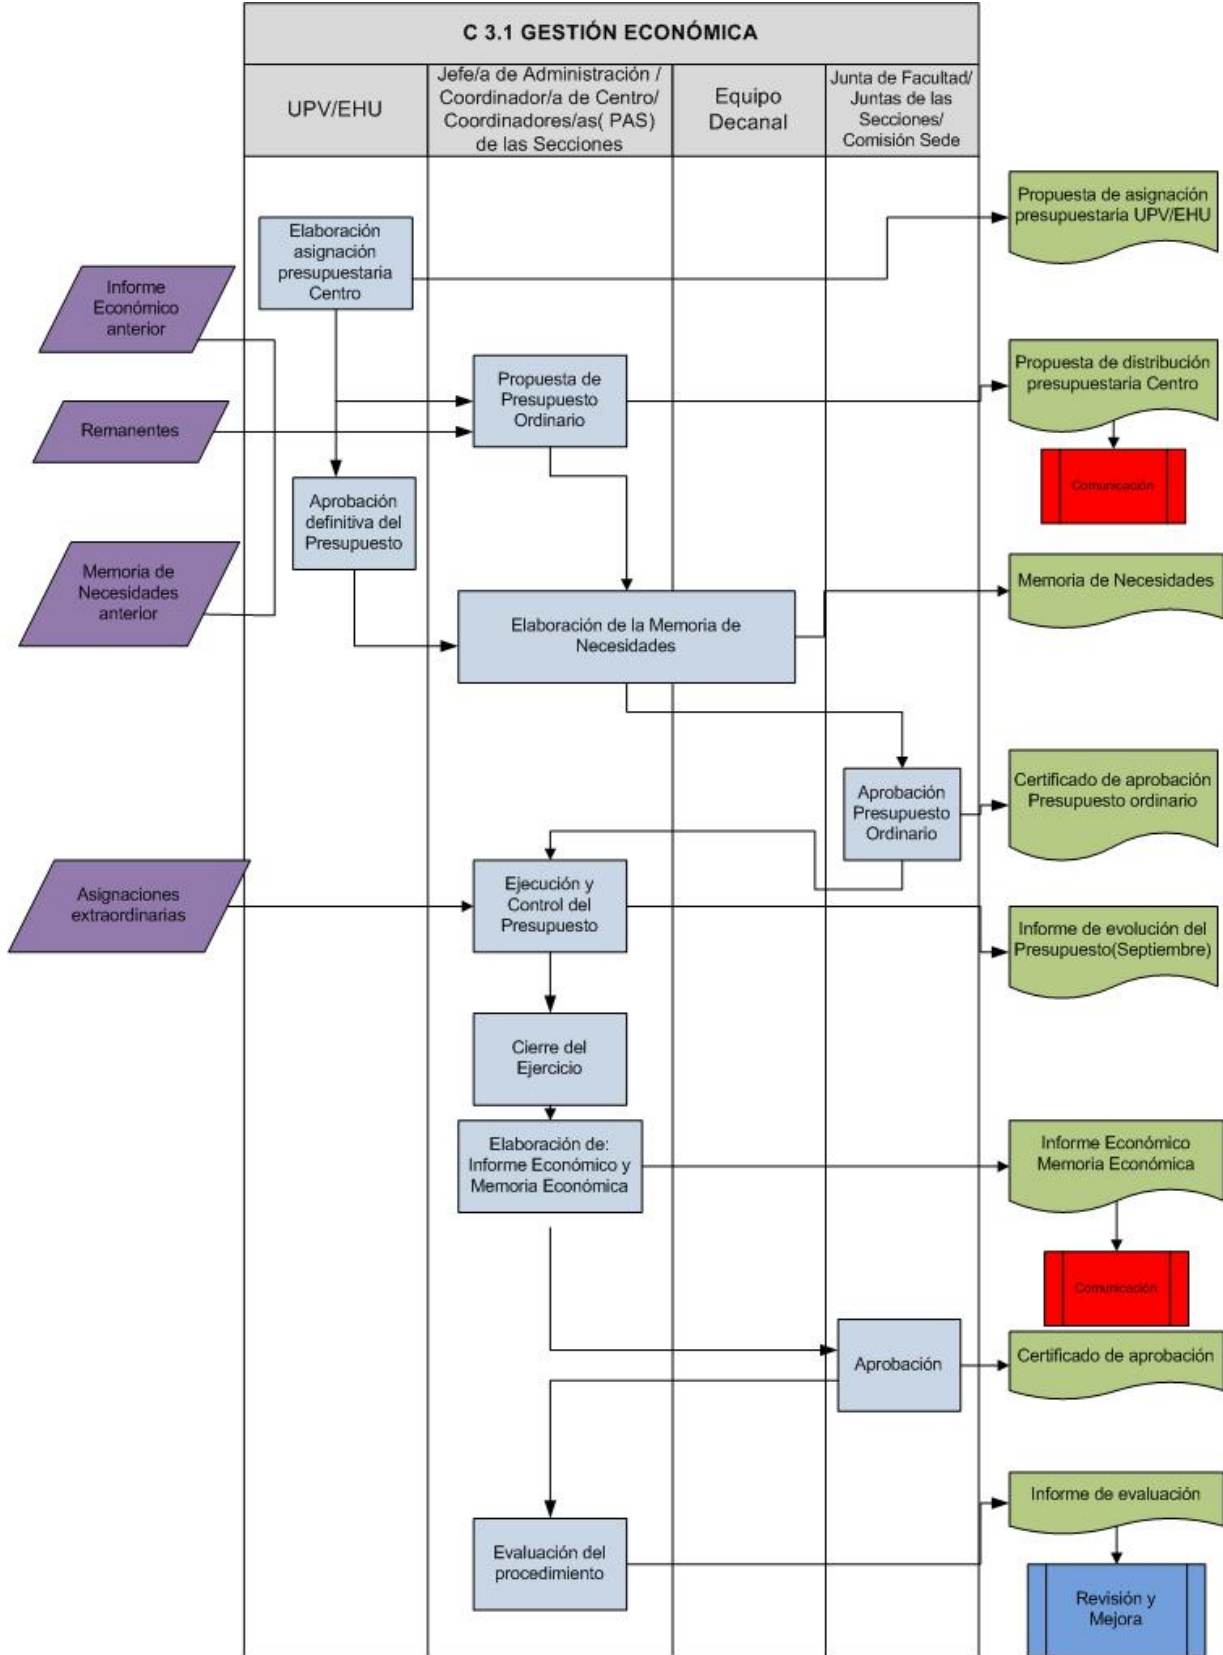 C 3.1 GESTIÓN ECONÓMICA
UPV/EHU
Jefe/a de Administración /
Coordinador/a de Centro/
Coordinadores/as( PAS)
de las Secciones
Equipo
Decanal
Junta de Facultad/
Juntas de las
Secciones/
Comisión Sede
Propuesta de asignación
presupuestaria UPV/EHU
Elaboración
asignación
presupuestaria
Centro
Informe
Económico
anterior
Propuesta de
Presupuesto
Ordinario
Propuesta de distribución
presupuestaria Centro
Remanentes
Comunicación
Aprobación
definitiva del
Presupuesto
Memoria de
Necesidades
anterior
Memoria de Necesidades
Elaboración de la Memoria de
Necesidades
Aprobación
Presupuesto
Ordinario
Certificado de aprobación
Presupuesto ordinario
Asignaciones
extraordinarias
Ejecución y
Control del
Presupuesto
Informe de evolución del
Presupuesto(Septiembre)
Cierre del
Ejercicio
Elaboración de:
Informe Económico y
Memoria Económica
Informe Económico
Memoria Económica
Comunicación
Aprobación
Certificado de aprobación
Informe de evaluación
Evaluación del
procedimiento
Revisión y
Mejora